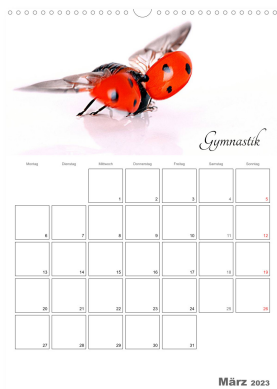 Gymnastik
Montag Dienstag Mittwoch Donnerstag Freitag Samstag Sonntag
1 2 3 4 5
6 7 8 9 10 11 12
13 14 15 16 17 18 19
20 21 22 23 24 25 26
27 28 29 30 31
März 2023